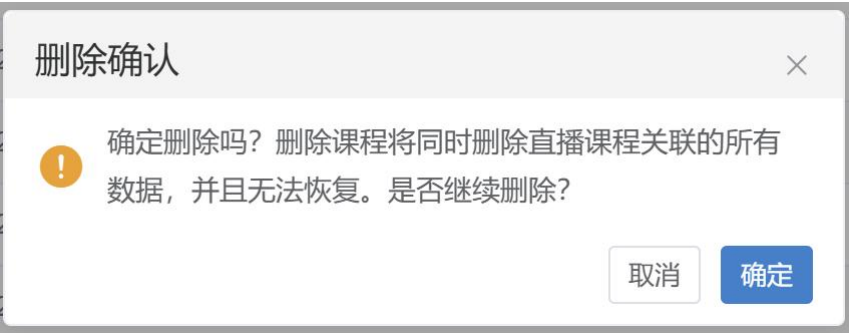 删除确认
确定删除吗？删除课程将同时删除直播课程关联的所有
数据，并且无法恢复。是否继续删除？
取消
确定